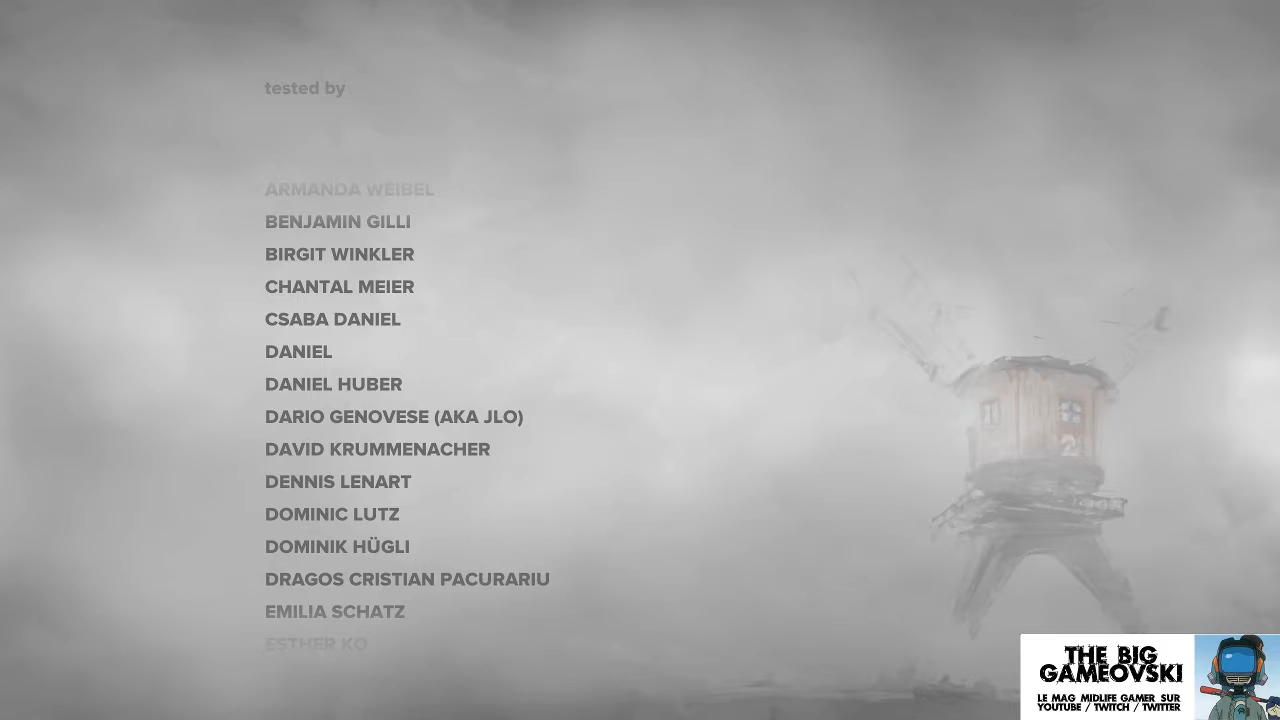 tested by
ARMANDA WEIBEL
BENJAMIN GILLI
BIRGIT WINKLER
CHANTAL MEIER
CSABA DANIEL
DANIEL
DANIEL HUBER
DARIO GENOVESE (AKA JLO)
DAVID KRUMMENACHER
DENNIS LENART
DOMINIC LUTZ
DOMINIK HÜGLI
DRAGOS CRISTIAN PACURARIU
EMILIA SCHATZ
ESTHER KO
2
THE BIG
GAMEOVSKI
LE MAG MIDLIFE GAMER SUR
YOUTUBE / TWITCH / TWITTER